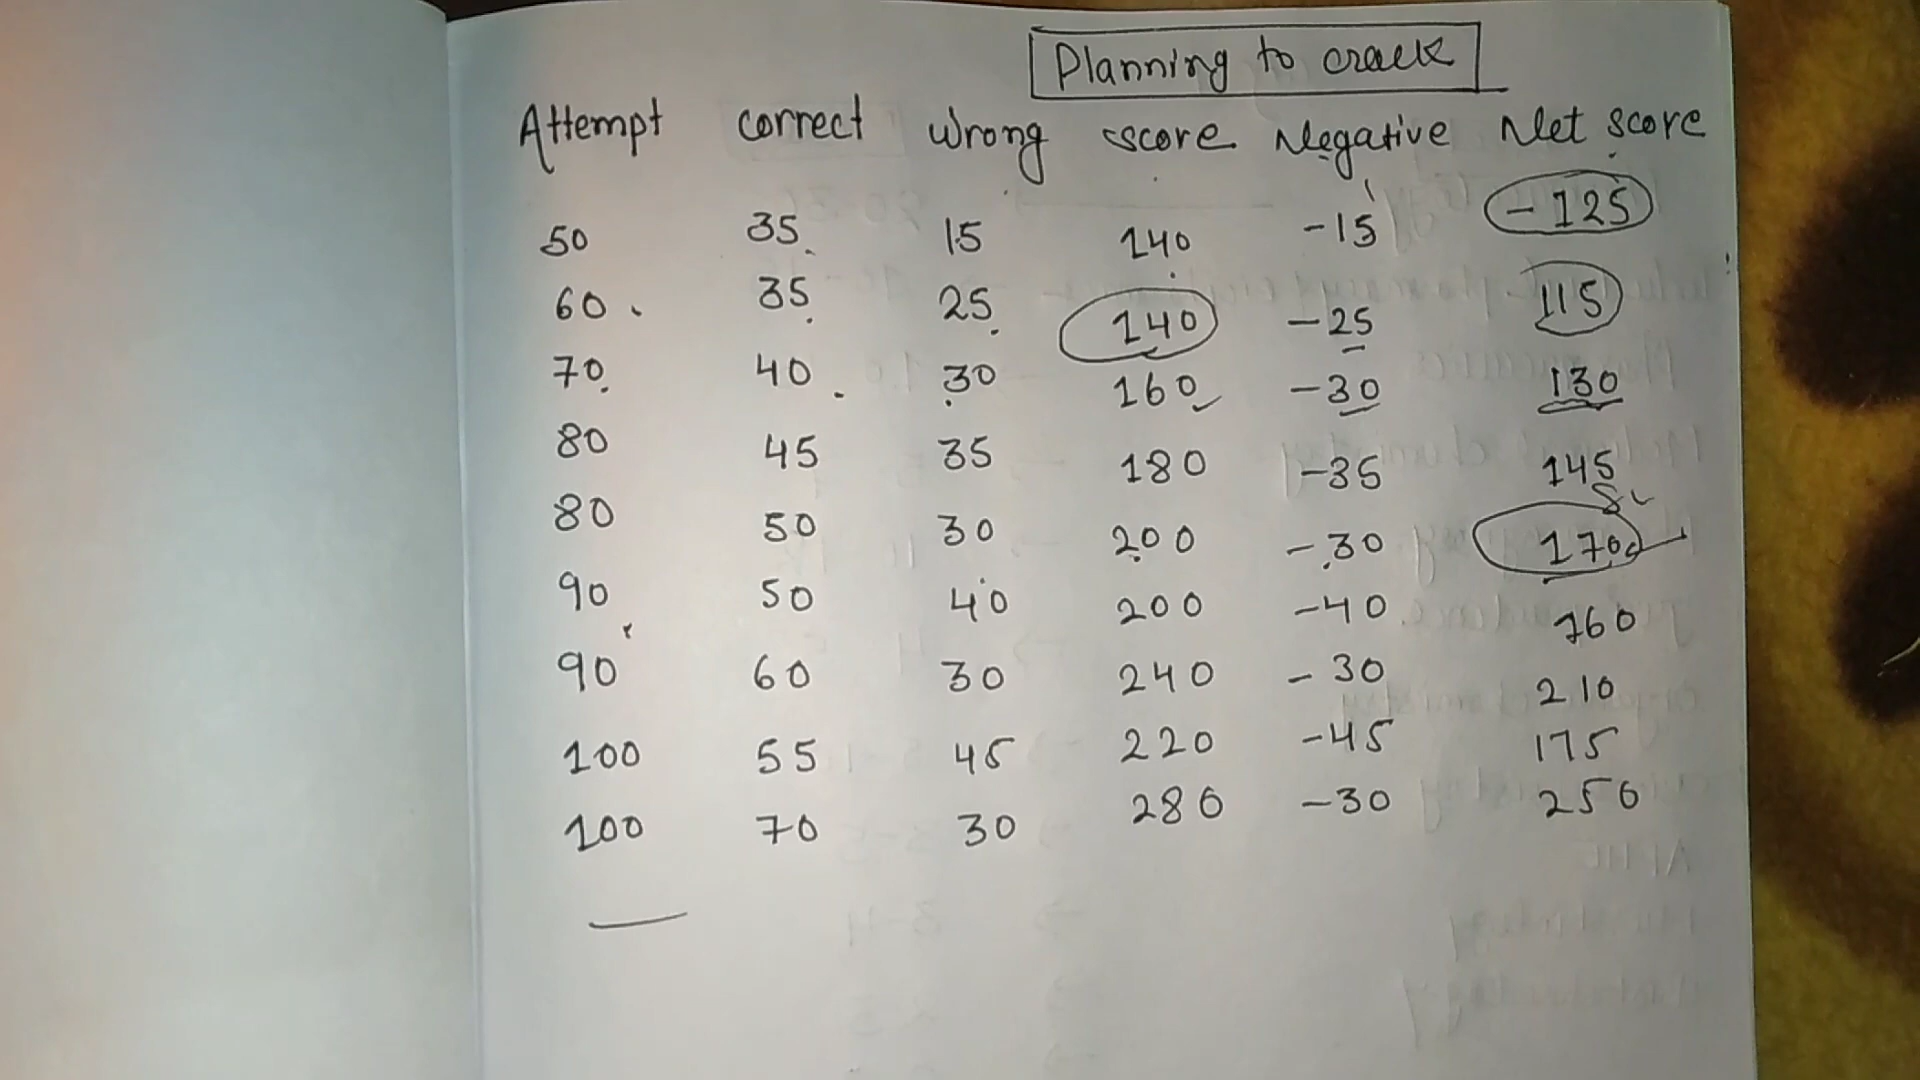 Planning to crack
Attempt correct wrong score Negative Net score
50 35 15 140 -15 -125
60 35 25 140 -25 115
70 40 30 160 -30 130
80 45 35 180 -35 145
80 50 30 200 -30 170
90 50 40 200 -40 160
90 60 30 240 -30 210
100 55 45 220 -45 175
100 70 30 280 -30 250